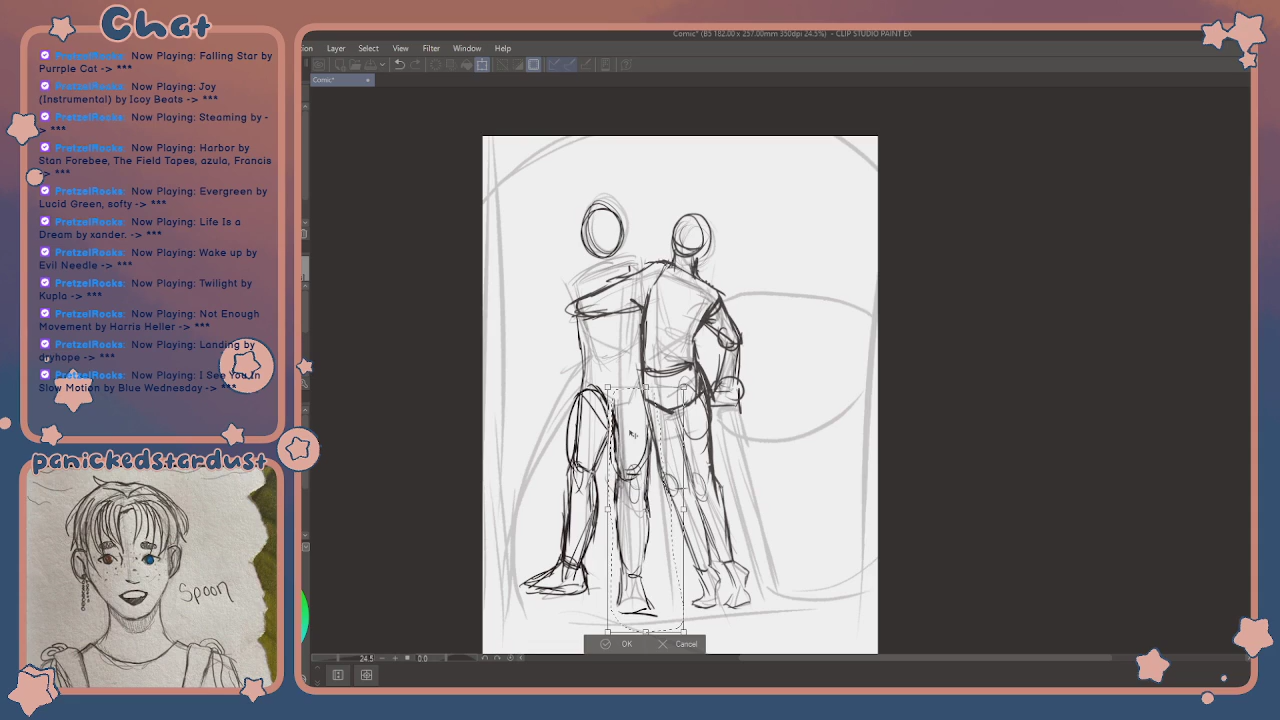 Chat
PretzelRocks: Now Playing: Falling Star by
Purrple Cat -> ***
PretzelRocks: Now Playing: Joy
(Instrumental) by Icoy Beats -> ***
PretzelRocks: Now Playing: Steaming by -
> ***
PretzelRocks: Now Playing: Harbor by
Stan Forebee, The Field Tapes, azula, Francis
-> ***
PretzelRocks: Now Playing: Evergreen by
Lucid Green, softy -> ***
PretzelRocks: Now Playing: Life Is a
Dream by xander. -> ***
PretzelRocks: Now Playing: Wake up by
Evil Needle -> ***
PretzelRocks: Now Playing: Twilight by
Kupla -> ***
PretzelRocks: Now Playing: Not Enough
Movement by Harris Heller -> ***
PretzelRocks: Now Playing: Landing by
dryhope -> ***
PretzelRocks: Now Playing: I See You in
Slow Motion by Blue Wednesday -> ***
panickedstardust
Spoon
Comic* (B5 182.00 x 257.00mm 350dpi 24.5%) - CLIP STUDIO PAINT EX
tion Layer Select View Filter Window Help
Comic*
OK Cancel
24.5 0.0